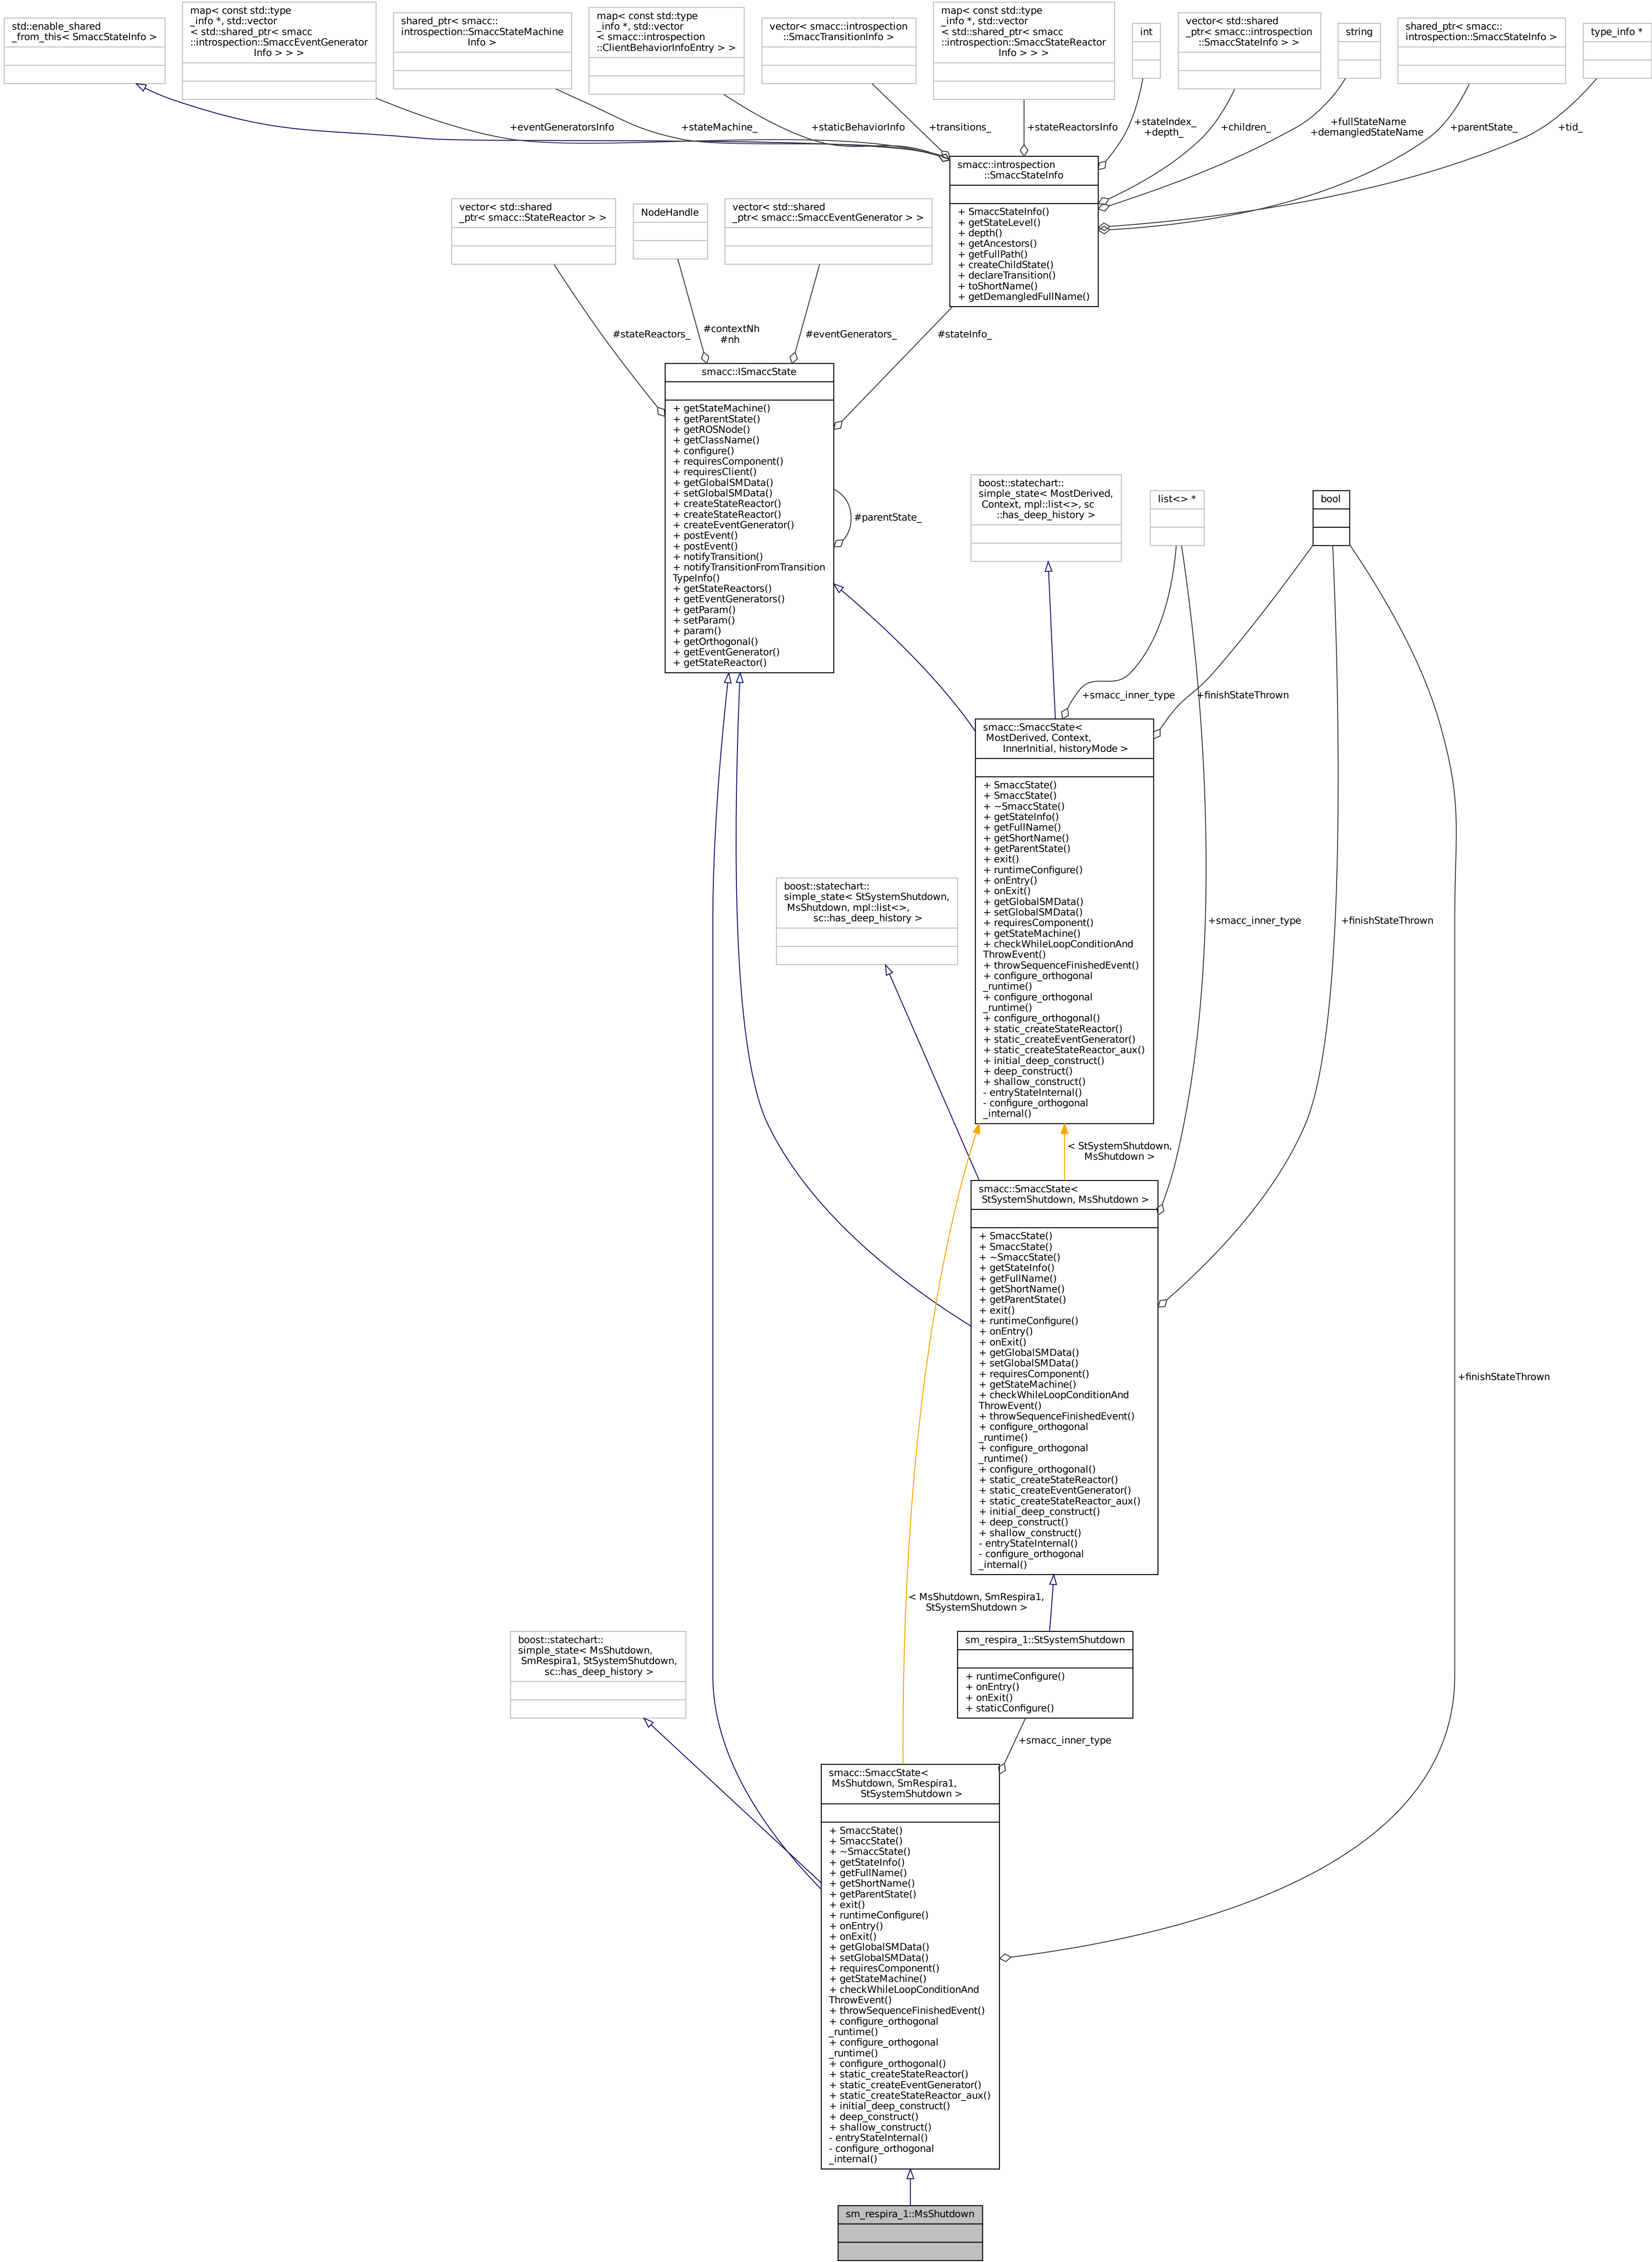 std::enable_shared
_from_this< SmaccStateInfo >
map< const std::type
_info *, std::vector
< std::shared_ptr< smacc
::introspection::SmaccEventGenerator
Info > > >
shared_ptr< smacc::
introspection::SmaccStateMachine
Info >
map< const std::type
_info *, std::vector
< smacc::introspection
::ClientBehaviorInfoEntry > >
vector< smacc::introspection
::SmaccTransitionInfo >
map< const std::type
_info *, std::vector
< std::shared_ptr< smacc
::introspection::SmaccStateReactor
Info > > >
int
vector< std::shared
_ptr< smacc::introspection
::SmaccStateInfo > >
string
shared_ptr< smacc::
introspection::SmaccStateInfo >
type_info *
+eventGeneratorsInfo
+stateMachine_
+staticBehaviorInfo
+transitions_
+stateReactorsInfo
+stateIndex_
+depth_
+children_
+fullStateName
+demangledStateName
+parentState_
+tid_
smacc::introspection
::SmaccStateInfo
+ SmaccStateInfo()
+ getStateLevel()
+ depth()
+ getAncestors()
+ getFullPath()
+ createChildState()
+ declareTransition()
+ toShortName()
+ getDemangledFullName()
vector< std::shared
_ptr< smacc::StateReactor > >
NodeHandle
vector< std::shared
_ptr< smacc::SmaccEventGenerator > >
#stateReactors_
#contextNh
#nh
#eventGenerators_
#stateInfo_
smacc::ISmaccState
+ getStateMachine()
+ getParentState()
+ getROSNode()
+ getClassName()
+ configure()
+ requiresComponent()
+ requiresClient()
+ getGlobalSMData()
+ setGlobalSMData()
+ createStateReactor()
+ createStateReactor()
+ createEventGenerator()
+ postEvent()
+ postEvent()
+ notifyTransition()
+ notifyTransitionFromTransition
TypeInfo()
+ getStateReactors()
+ getEventGenerators()
+ getParam()
+ setParam()
+ param()
+ getOrthogonal()
+ getEventGenerator()
+ getStateReactor()
#parentState_
boost::statechart::
simple_state< MostDerived,
Context, mpl::list<>, sc
::has_deep_history >
list<> *
bool
+smacc_inner_type
+finishStateThrown
smacc::SmaccState<
MostDerived, Context,
InnerInitial, historyMode >
+ SmaccState()
+ SmaccState()
+ ~SmaccState()
+ getStateInfo()
+ getFullName()
+ getShortName()
+ getParentState()
+ exit()
+ runtimeConfigure()
+ onEntry()
+ onExit()
+ getGlobalSMData()
+ setGlobalSMData()
+ requiresComponent()
+ getStateMachine()
+ checkWhileLoopConditionAnd
ThrowEvent()
+ throwSequenceFinishedEvent()
+ configure_orthogonal
_runtime()
+ configure_orthogonal
_runtime()
+ configure_orthogonal()
+ static_createStateReactor()
+ static_createEventGenerator()
+ static_createStateReactor_aux()
+ initial_deep_construct()
+ deep_construct()
+ shallow_construct()
- entryStateInternal()
- configure_orthogonal
_internal()
boost::statechart::
simple_state< StSystemShutdown,
MsShutdown, mpl::list<>,
sc::has_deep_history >
+smacc_inner_type
+finishStateThrown
< StSystemShutdown,
MsShutdown >
smacc::SmaccState<
StSystemShutdown, MsShutdown >
+ SmaccState()
+ SmaccState()
+ ~SmaccState()
+ getStateInfo()
+ getFullName()
+ getShortName()
+ getParentState()
+ exit()
+ runtimeConfigure()
+ onEntry()
+ onExit()
+ getGlobalSMData()
+ setGlobalSMData()
+ requiresComponent()
+ getStateMachine()
+ checkWhileLoopConditionAnd
ThrowEvent()
+ throwSequenceFinishedEvent()
+ configure_orthogonal
_runtime()
+ configure_orthogonal
_runtime()
+ configure_orthogonal()
+ static_createStateReactor()
+ static_createEventGenerator()
+ static_createStateReactor_aux()
+ initial_deep_construct()
+ deep_construct()
+ shallow_construct()
- entryStateInternal()
- configure_orthogonal
_internal()
+finishStateThrown
< MsShutdown, SmRespira1,
StSystemShutdown >
boost::statechart::
simple_state< MsShutdown,
SmRespira1, StSystemShutdown,
sc::has_deep_history >
sm_respira_1::StSystemShutdown
+ runtimeConfigure()
+ onEntry()
+ onExit()
+ staticConfigure()
+smacc_inner_type
smacc::SmaccState<
MsShutdown, SmRespira1,
StSystemShutdown >
+ SmaccState()
+ SmaccState()
+ ~SmaccState()
+ getStateInfo()
+ getFullName()
+ getShortName()
+ getParentState()
+ exit()
+ runtimeConfigure()
+ onEntry()
+ onExit()
+ getGlobalSMData()
+ setGlobalSMData()
+ requiresComponent()
+ getStateMachine()
+ checkWhileLoopConditionAnd
ThrowEvent()
+ throwSequenceFinishedEvent()
+ configure_orthogonal
_runtime()
+ configure_orthogonal
_runtime()
+ configure_orthogonal()
+ static_createStateReactor()
+ static_createEventGenerator()
+ static_createStateReactor_aux()
+ initial_deep_construct()
+ deep_construct()
+ shallow_construct()
- entryStateInternal()
- configure_orthogonal
_internal()
sm_respira_1::MsShutdown